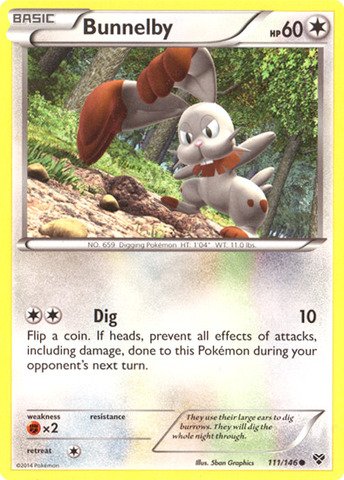 BASIC
Bunnelby
HP60
NO. 659 Digging Pokémon HT: 1'04" WT: 11.0 lbs.
Dig 10
Flip a coin. If heads, prevent all effects of attacks,
including damage, done to this Pokémon during your
opponent's next turn.
weakness resistance
×2
retreat
They use their large ears to dig
burrows. They will dig the
whole night through.
©2014 Pokémon
Illus. 5ban Graphics 111/146
XY